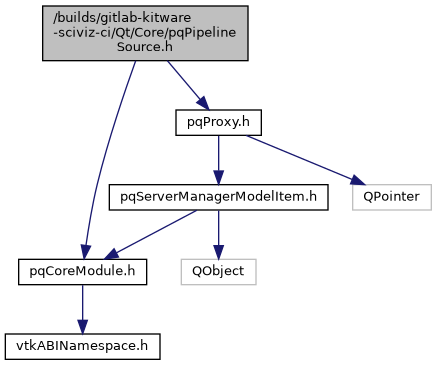 /builds/gitlab-kitware
-sciviz-ci/Qt/Core/pqPipeline
Source.h
pqProxy.h
pqServerManagerModelItem.h
QPointer
pqCoreModule.h
QObject
vtkABINamespace.h